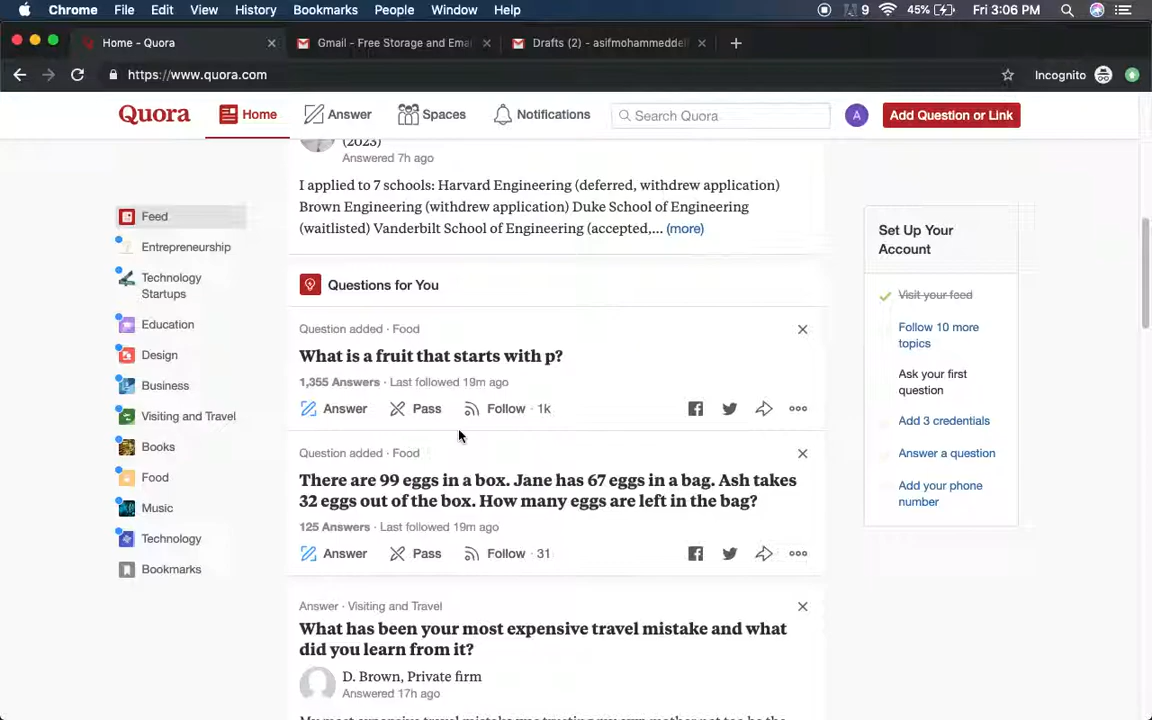 Chrome File Edit View History Bookmarks People Window Help 9 45% Fri 3:06 PM
Home - Quora Gmail - Free Storage and Ema Drafts (2) - asifmohammeddel
https://www.quora.com Incognito
Quora Home Answer Spaces Notifications Search Quora A Add Question or Link
(2023)
Answered 7h ago
I applied to 7 schools: Harvard Engineering (deferred, withdrew application)
Brown Engineering (withdrew application) Duke School of Engineering
(waitlisted) Vanderbilt School of Engineering (accepted,... (more)
Feed
Entrepreneurship
Technology
Startups
Education
Design
Business
Visiting and Travel
Books
Food
Music
Technology
Bookmarks
Questions for You
Question added · Food
What is a fruit that starts with p?
1,355 Answers · Last followed 19m ago
Answer Pass Follow · 1k
Question added · Food
There are 99 eggs in a box. Jane has 67 eggs in a bag. Ash takes
32 eggs out of the box. How many eggs are left in the bag?
125 Answers · Last followed 19m ago
Answer Pass Follow · 31
Answer · Visiting and Travel
What has been your most expensive travel mistake and what
did you learn from it?
D. Brown, Private firm
Answered 17h ago
Set Up Your
Account
Visit your feed
Follow 10 more
topics
Ask your first
question
Add 3 credentials
Answer a question
Add your phone
number